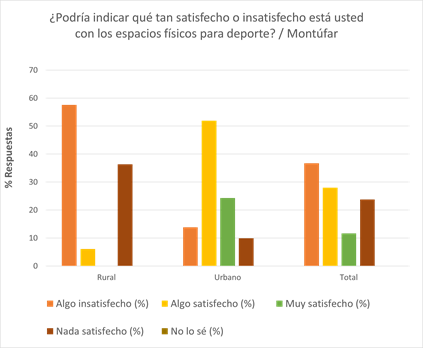 ¿Podría indicar qué tan satisfecho o insatisfecho está usted
con los espacios físicos para deporte? / Montúfar
70
60
50
40
30
20
10
0
% Respuestas
Rural Urbano Total
Algo insatisfecho (%) Algo satisfecho (%) Muy satisfecho (%)
Nada satisfecho (%) No lo sé (%)